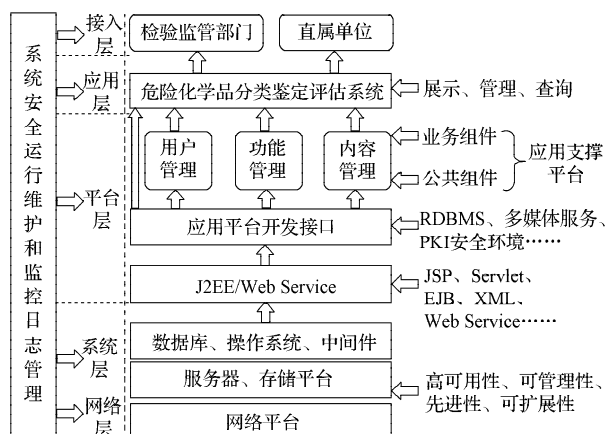 系统安全运行维护和监控日志管理
接入
层
检验监管部门
直属单位
应用
层
危险化学品分类鉴定评估系统
展示、管理、查询
平台
层
用户
管理
功能
管理
内容
管理
业务组件
公共组件
应用支撑
平台
应用平台开发接口
RDBMS、多媒体服务、
PKI安全环境……
J2EE/Web Service
JSP、Servlet、
EJB、XML、
Web Service……
系统
层
数据库、操作系统、中间件
服务器、存储平台
高可用性、可管理性、
先进性、可扩展性
网络
层
网络平台